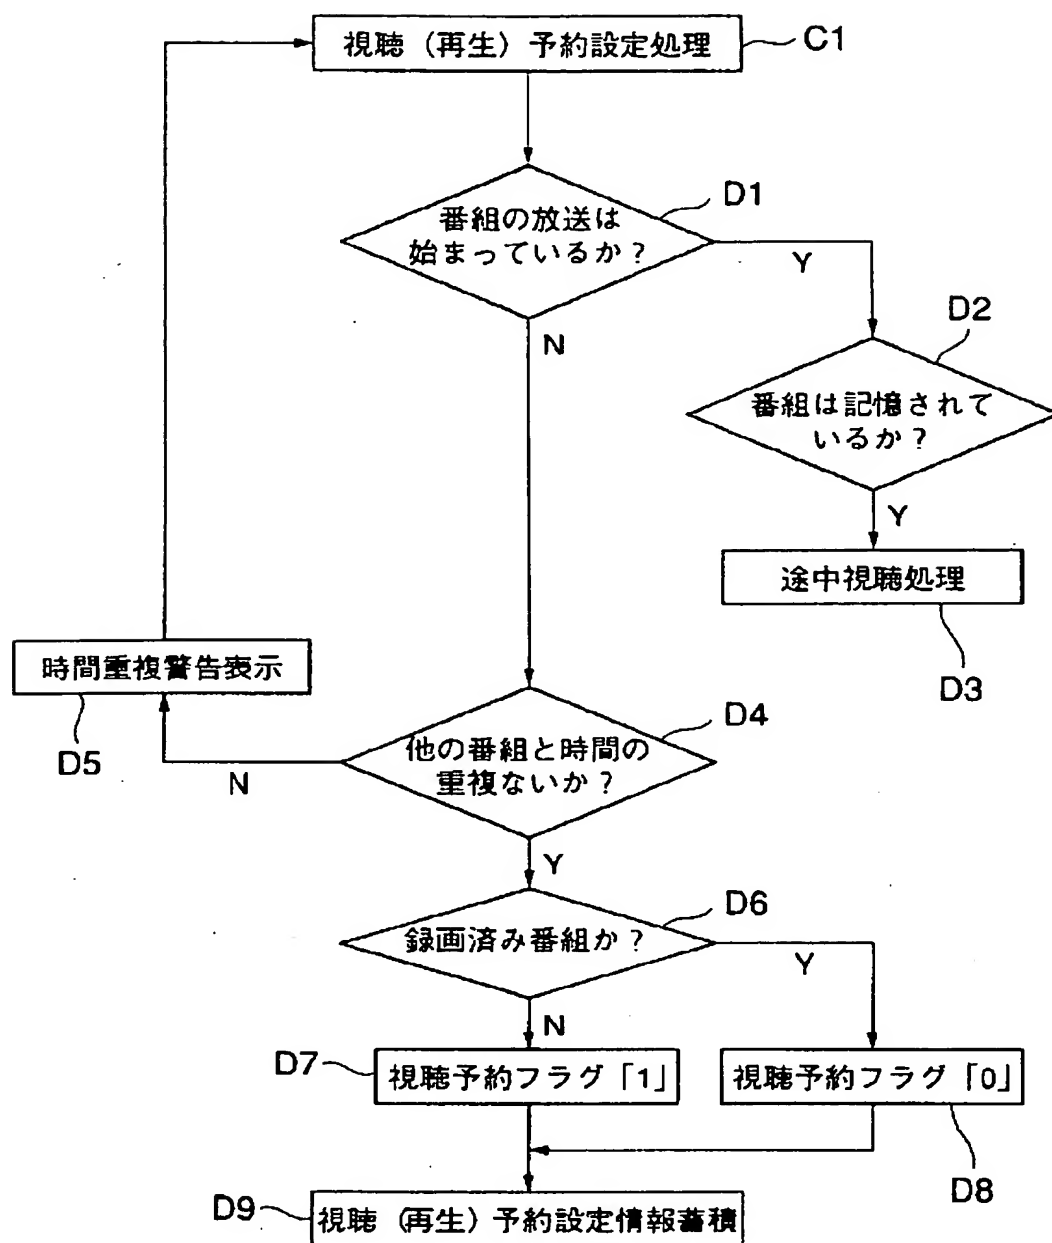 視聴（再生）予約設定処理
C1
番組の放送は
始まっているか？
D1
Y
N
D2
番組は記憶されて
いるか？
Y
途中視聴処理
D3
時間重複警告表示
D5
D4
他の番組と時間の
重複ないか？
N
Y
D6
録画済み番組か？
Y
N
D7
視聴予約フラグ「1」
視聴予約フラグ「0」
D8
D9
視聴（再生）予約設定情報蓄積